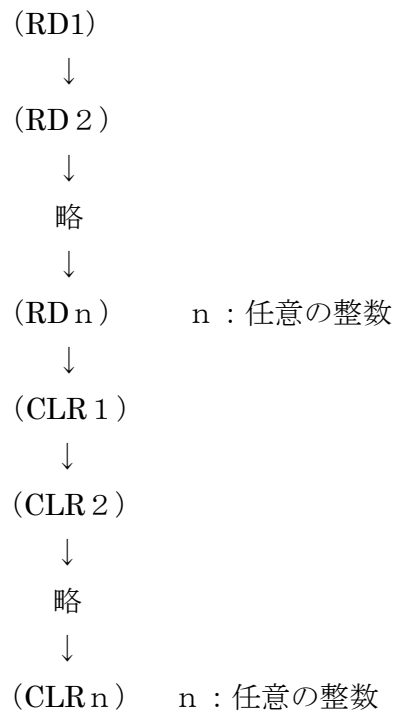 (RD1)
↓
(RD２)
↓
略
↓
(RDｎ)　　ｎ：任意の整数
↓
(CLR１)
↓
(CLR２)
↓
略
↓
(CLRｎ)　ｎ：任意の整数